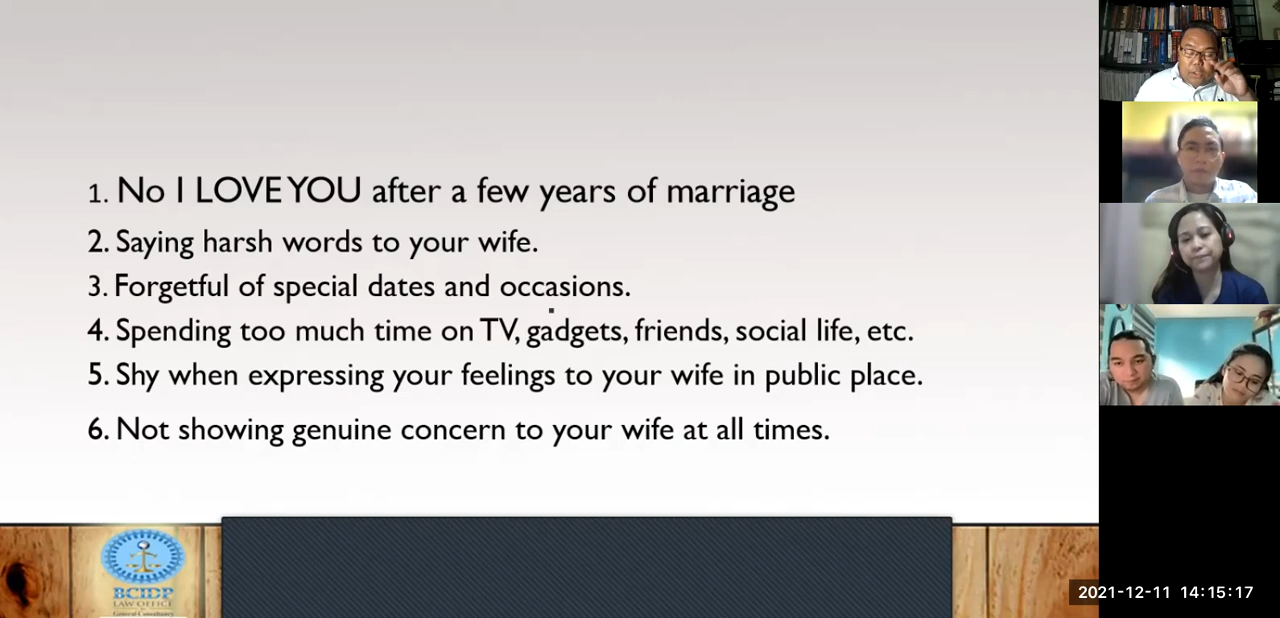 1. No I LOVE YOU after a few years of marriage
2. Saying harsh words to your wife.
3. Forgetful of special dates and occasions.
4. Spending too much time on TV, gadgets, friends, social life, etc.
5. Shy when expressing your feelings to your wife in public place.
6. Not showing genuine concern to your wife at all times.
BCIDP
LAW OFFICE
General Consultancy
2021-12-11 14:15:17